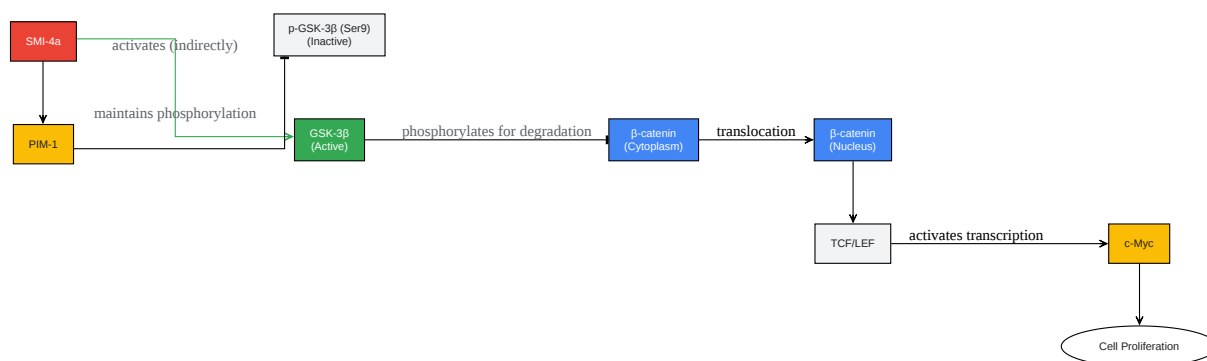 p-GSK-3β (Ser9)
(Inactive)
SMI-4a
activates (indirectly)
maintains phosphorylation
PIM-1
GSK-3β
(Active)
phosphorylates for degradation
β-catenin
(Cytoplasm)
translocation
β-catenin
(Nucleus)
TCF/LEF
activates transcription
c-Myc
Cell Proliferation